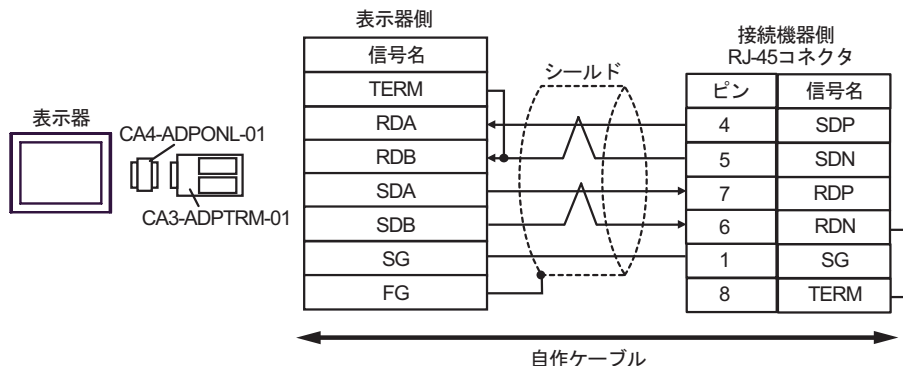 表示器側
信号名
TERM
RDA
RDB
SDA
SDB
SG
FG
シールド
接続機器側
RJ-45コネクタ
ピン 信号名
4 SDP
5 SDN
7 RDP
6 RDN
1 SG
8 TERM
表示器
CA4-ADPONL-01
CA3-ADPTRM-01
自作ケーブル